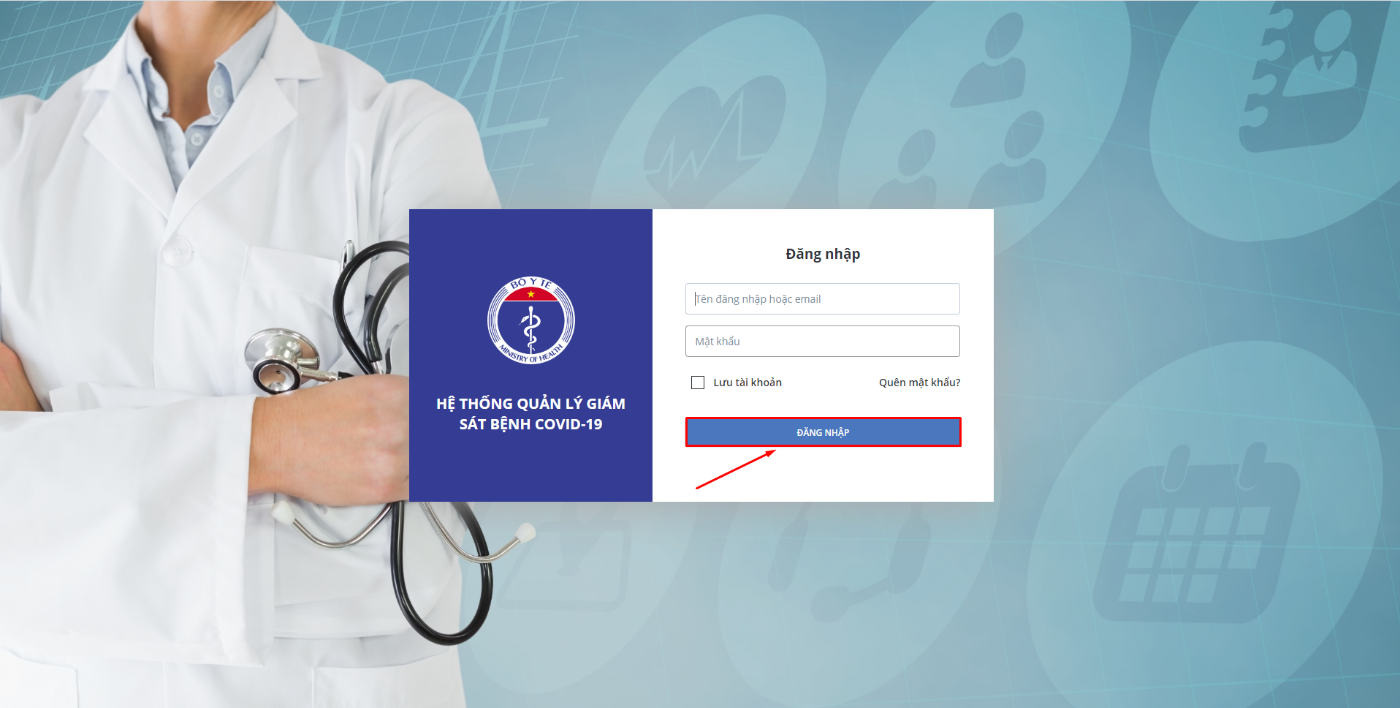 BỘ Y TẾ
MINISTRY OF HEALTH
HỆ THỐNG QUẢN LÝ GIÁM
SÁT BỆNH COVID-19
Đăng nhập
Tên đăng nhập hoặc email
Mật khẩu
Lưu tài khoản
Quên mật khẩu?
ĐĂNG NHẬP